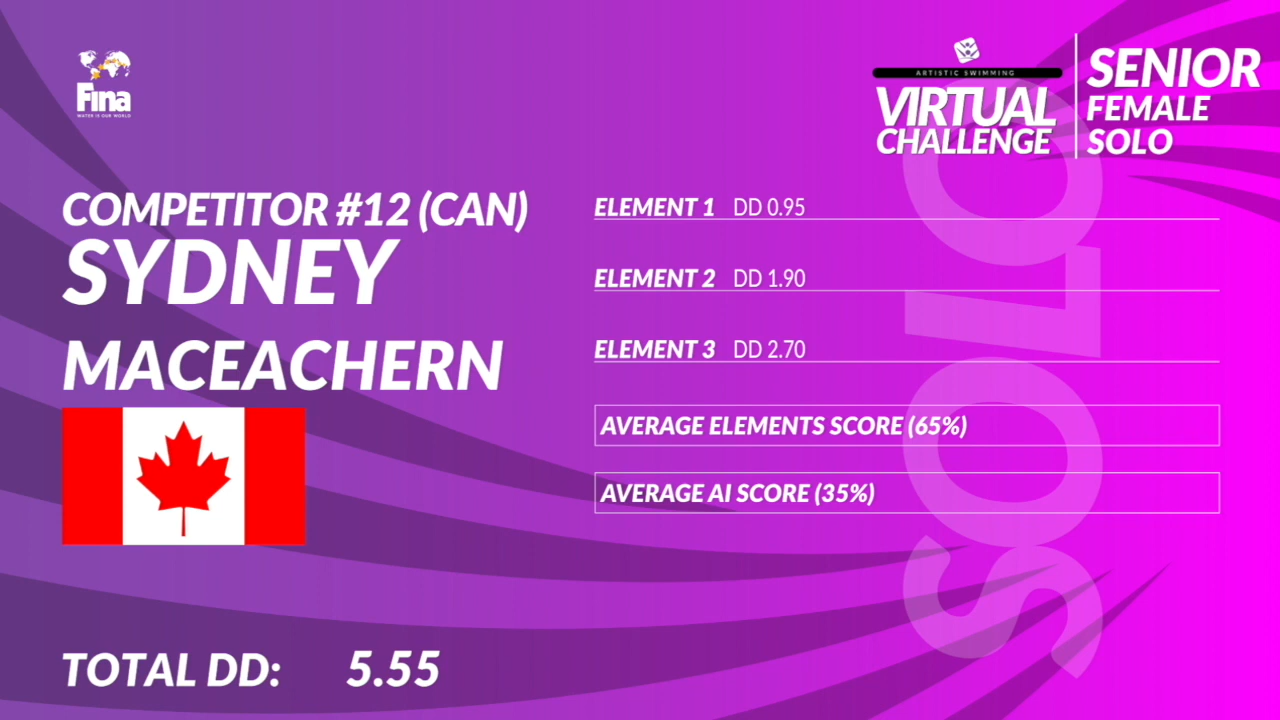 Fina
WATER IS OUR WORLD
ARTISTIC SWIMMING
VIRTUAL
CHALLENGE
SENIOR
FEMALE
SOLO
COMPETITOR #12 (CAN)
SYDNEY
MACEACHERN
ELEMENT 1 DD 0.95
ELEMENT 2 DD 1.90
ELEMENT 3 DD 2.70
AVERAGE ELEMENTS SCORE (65%)
AVERAGE AI SCORE (35%)
SOLO
TOTAL DD: 5.55